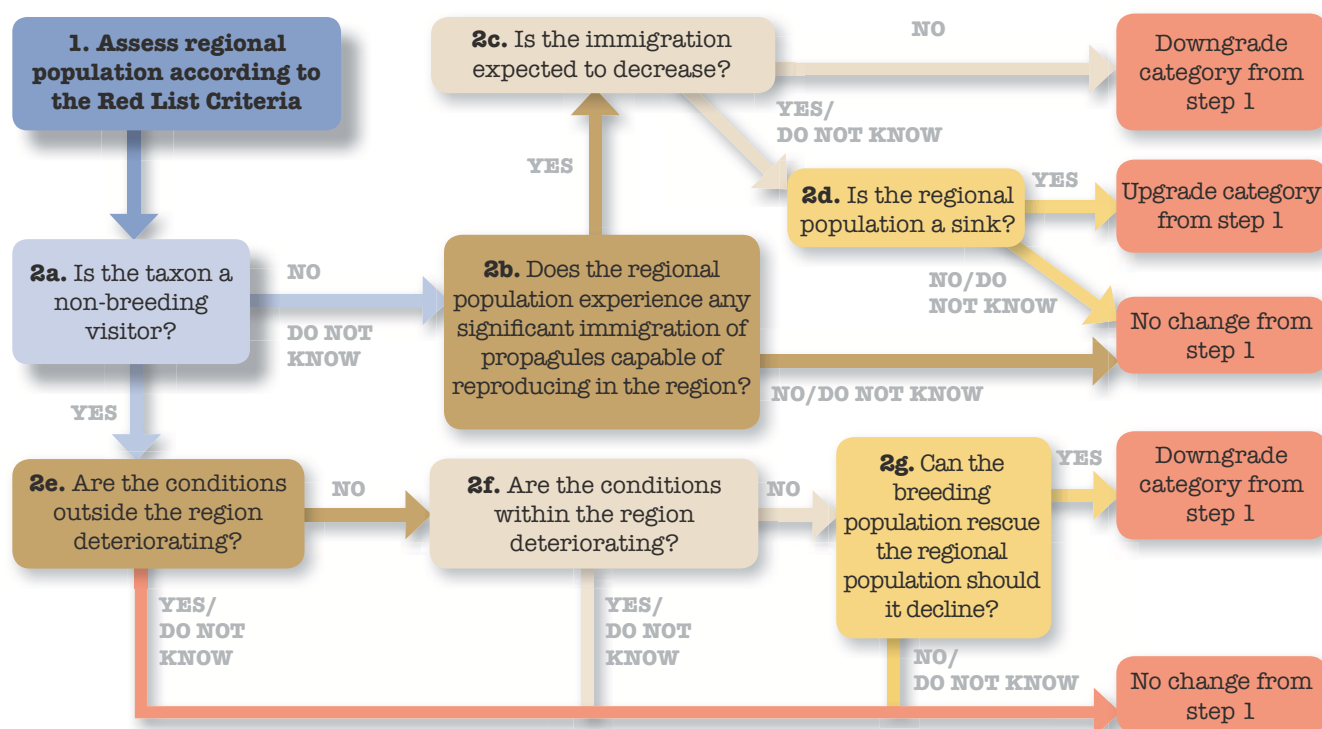 1. Assess regional
population according to
the Red List Criteria
2c. Is the immigration
expected to decrease?
NO
Downgrade
category from
step 1
YES/
DO NOT KNOW
YES
2d. Is the regional
population a sink?
YES
Upgrade category
from step 1
2a. Is the taxon a
non-breeding
visitor?
NO
DO NOT
KNOW
2b. Does the regional
population experience any
significant immigration of
propagules capable of
reproducing in the region?
NO/DO
NOT KNOW
No change from
step 1
NO/DO NOT KNOW
YES
2e. Are the conditions
outside the region
deteriorating?
NO
2f. Are the conditions
within the region
deteriorating?
NO
2g. Can the
breeding
population rescue
the regional
population should
it decline?
YES
Downgrade
category from
step 1
YES/
DO NOT
KNOW
YES/
DO NOT
KNOW
NO/
DO NOT KNOW
No change from
step 1